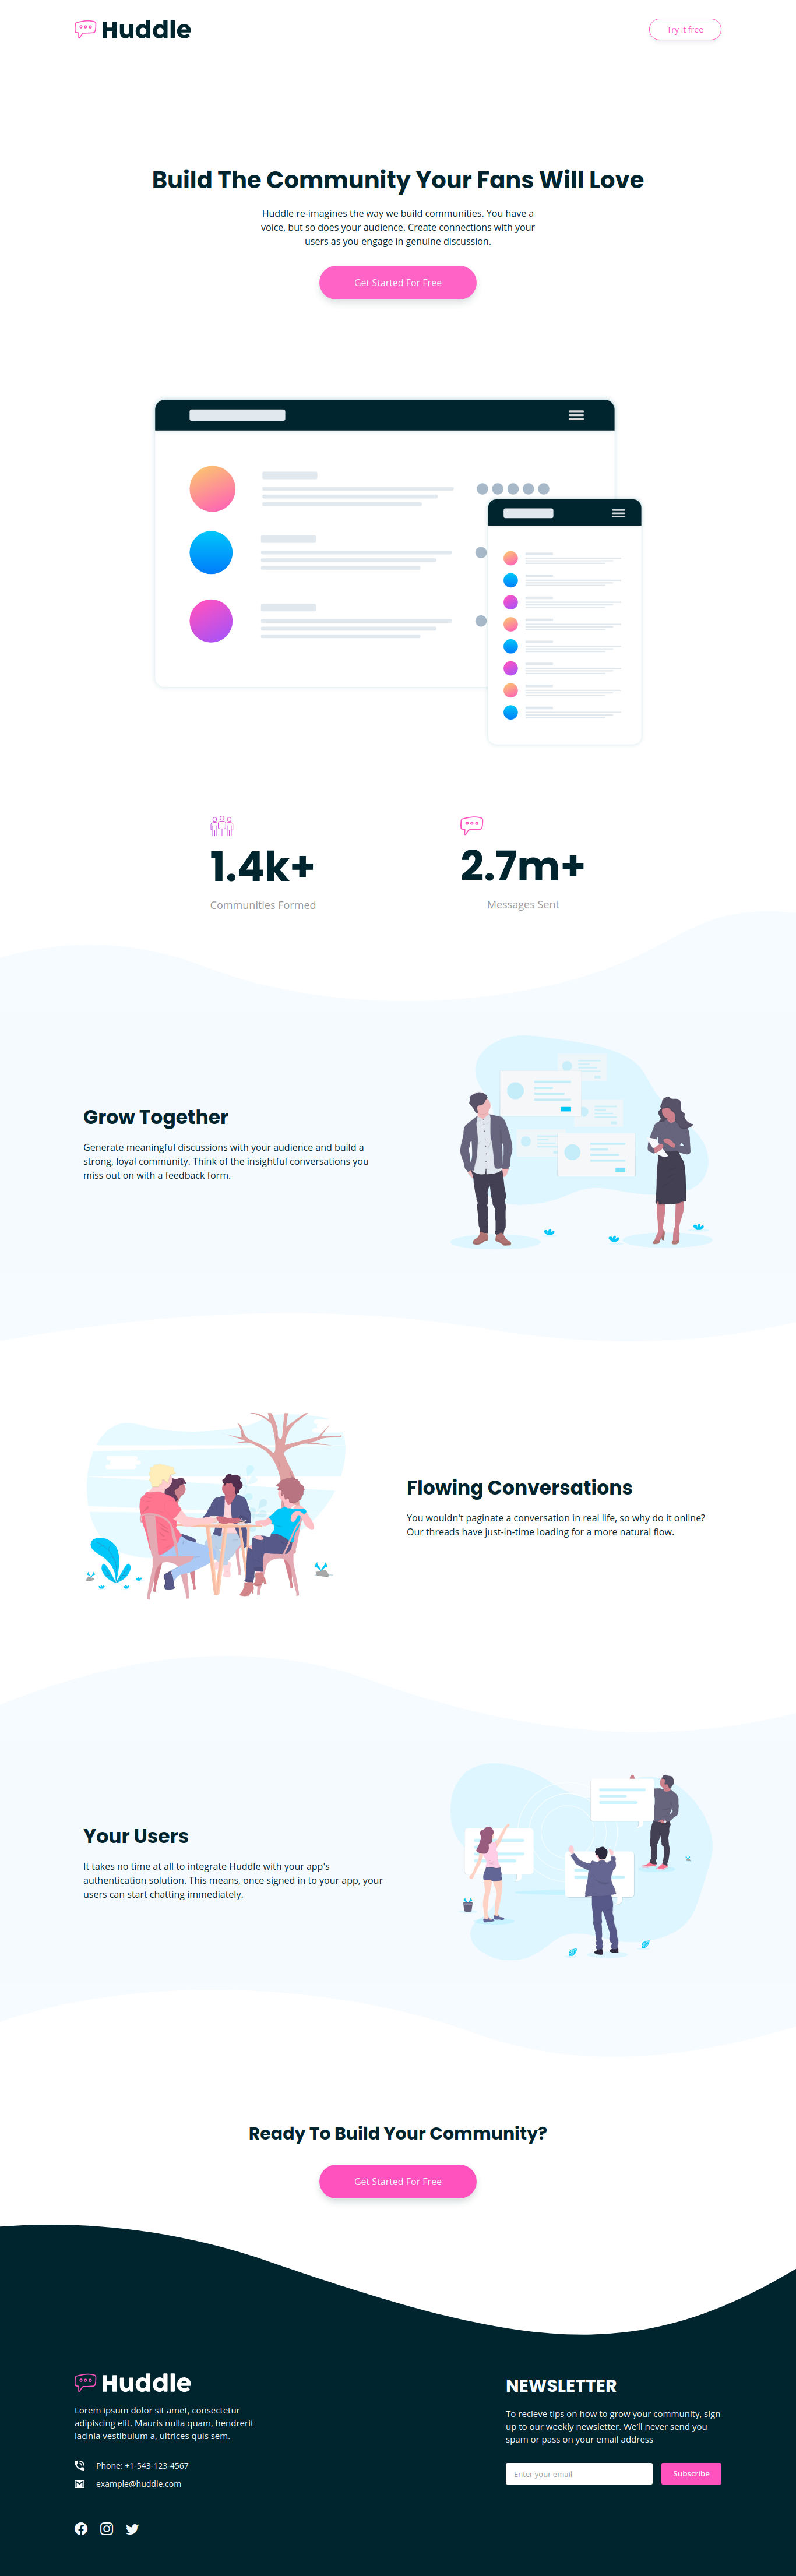 Huddle
Try it free
Build The Community Your Fans Will Love
Huddle re-imagines the way we build communities. You have a
voice, but so does your audience. Create connections with your
users as you engage in genuine discussion.
Get Started For Free
1.4k+
Communities Formed
2.7m+
Messages Sent
Grow Together
Generate meaningful discussions with your audience and build a
strong, loyal community. Think of the insightful conversations you
miss out on with a feedback form.
Flowing Conversations
You wouldn't paginate a conversation in real life, so why do it online?
Our threads have just-in-time loading for a more natural flow.
Your Users
It takes no time at all to integrate Huddle with your app's
authentication solution. This means, once signed in to your app, your
users can start chatting immediately.
Ready To Build Your Community?
Get Started For Free
Huddle
Lorem ipsum dolor sit amet, consectetur
adipiscing elit. Mauris nulla quam, hendrerit
lacinia vestibulum a, ultrices quis sem.
Phone: +1-543-123-4567
example@huddle.com
NEWSLETTER
To recieve tips on how to grow your community, sign
up to our weekly newsletter. We'll never send you
spam or pass on your email address
Enter your email
Subscribe